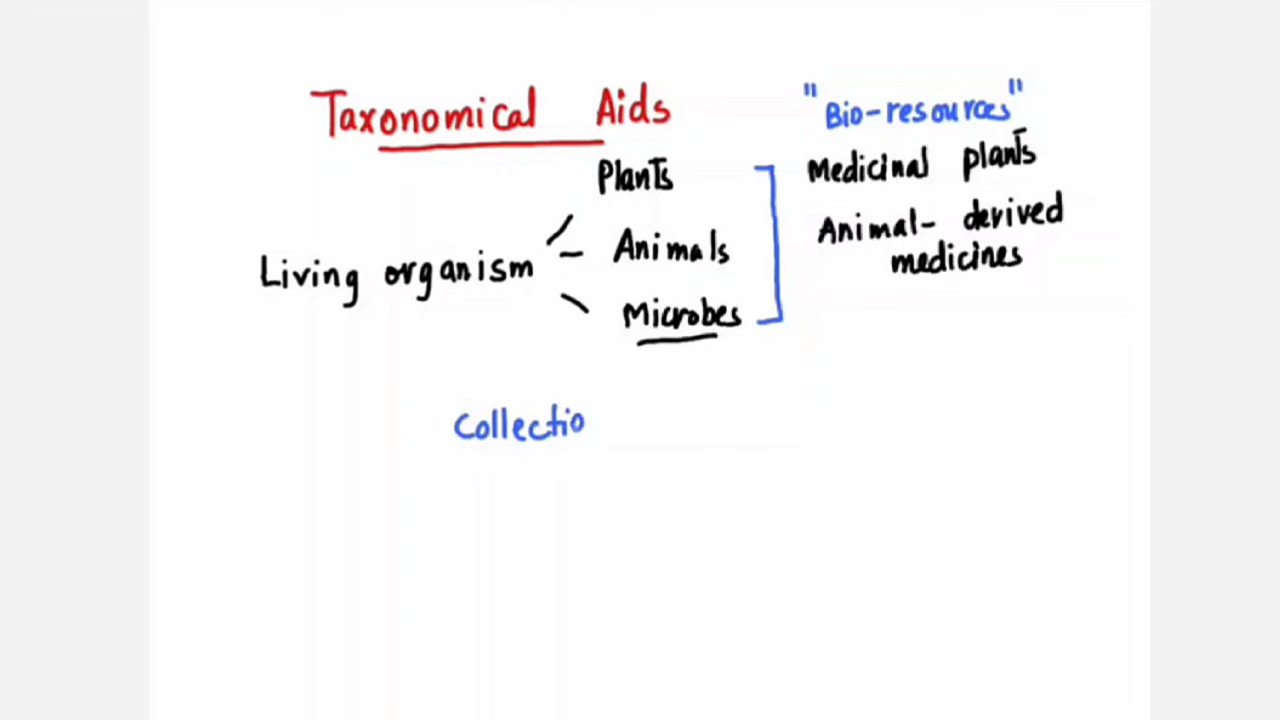 Taxonomical Aids
"Bio-resources"
Plants
Medicinal plants
Living organism
Animals
Animal-derived
medicines
Microbes
Collectio